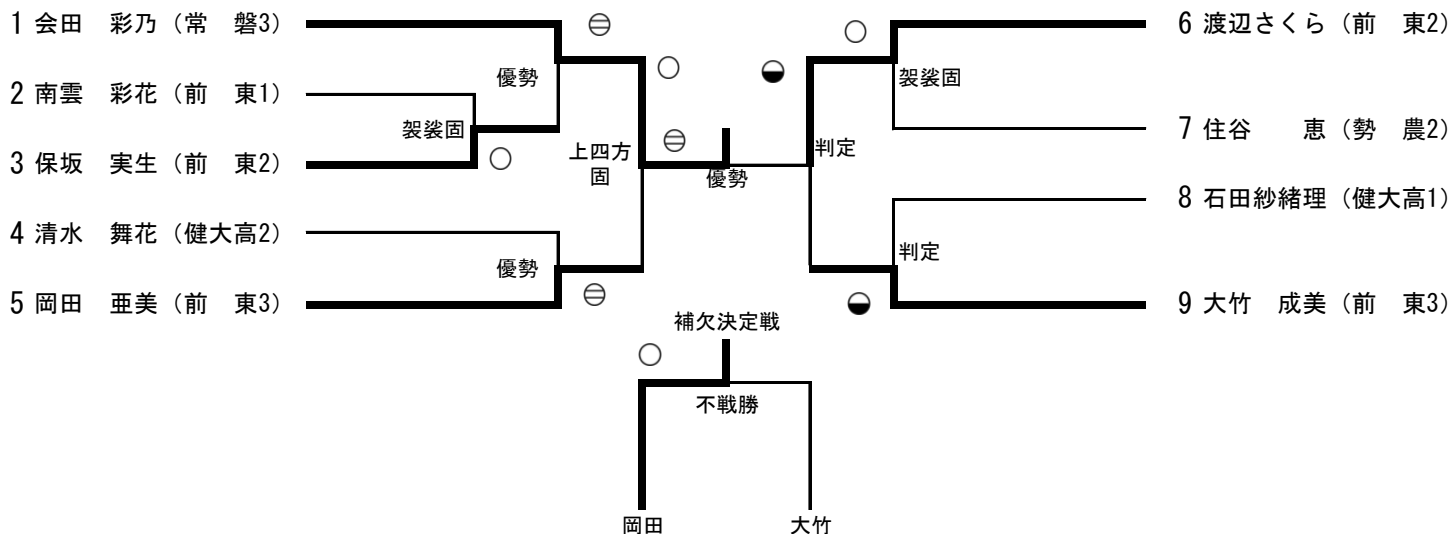 1 会田　彩乃（常　磐3）
2 南雲　彩花（前　東1）
3 保坂　実生（前　東2）
4 清水　舞花（健大高2）
5 岡田　亜美（前　東3）
優勢
袈裟固
上四方
固
優勢
優勢
判定
袈裟固
判定
6 渡辺さくら（前　東2）
7 住谷　　恵（勢　農2）
8 石田紗緒理（健大高1）
9 大竹　成美（前　東3）
補欠決定戦
不戦勝
岡田
大竹